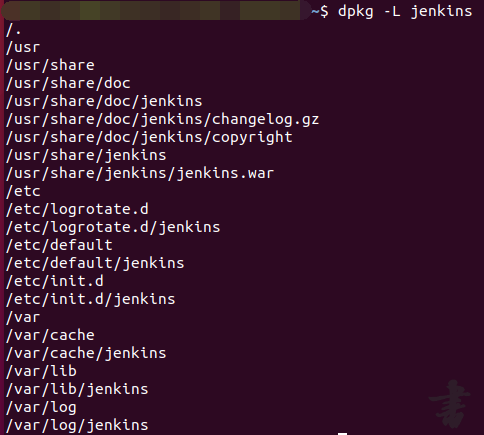 ~$ dpkg -L jenkins
/.
/usr
/usr/share
/usr/share/doc
/usr/share/doc/jenkins
/usr/share/doc/jenkins/changelog.gz
/usr/share/doc/jenkins/copyright
/usr/share/jenkins
/usr/share/jenkins/jenkins.war
/etc
/etc/logrotate.d
/etc/logrotate.d/jenkins
/etc/default
/etc/default/jenkins
/etc/init.d
/etc/init.d/jenkins
/var
/var/cache
/var/cache/jenkins
/var/lib
/var/lib/jenkins
/var/log
/var/log/jenkins
書